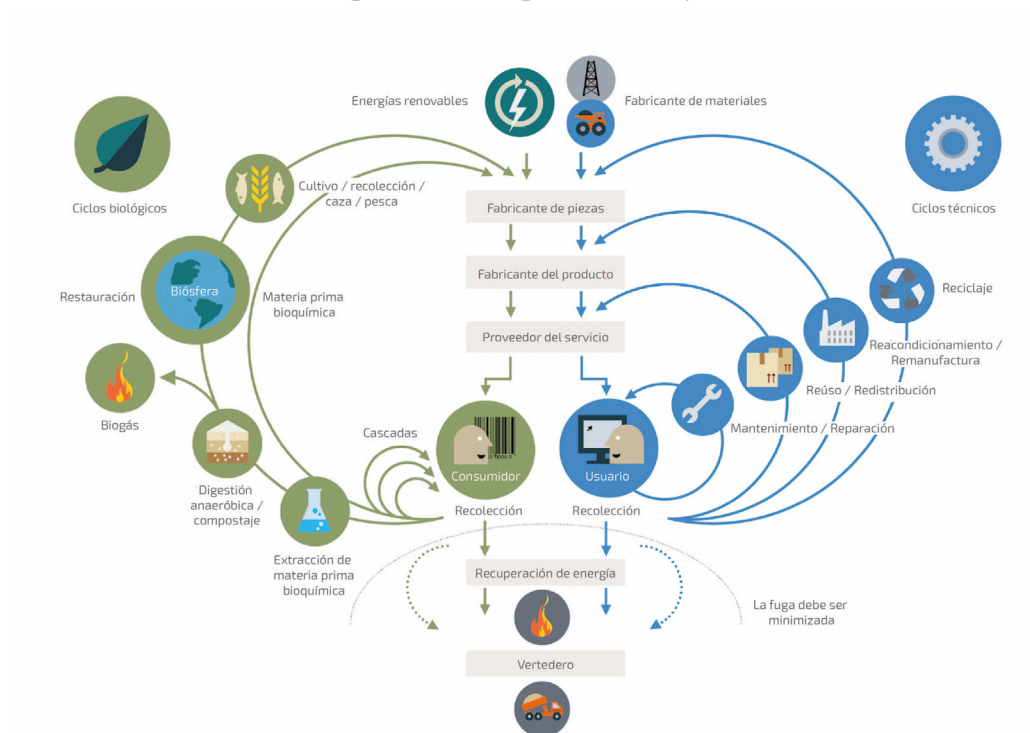 Energías renovables
Fabricante de materiales
Ciclos biológicos
Cultivo / recolección /
caza / pesca
Fabricante de piezas
Ciclos técnicos
Fabricante del producto
Restauración
Biósfera
Materia prima
bioquímica
Reciclaje
Proveedor del servicio
Reacondicionamiento /
Remanufactura
Reúso / Redistribución
Biogás
Mantenimiento / Reparación
Cascadas
Consumidor
Usuario
Digestión
anaeróbica /
compostaje
Recolección
Recolección
Extracción de
materia prima
bioquímica
Recuperación de energía
La fuga debe ser
minimizada
Vertedero